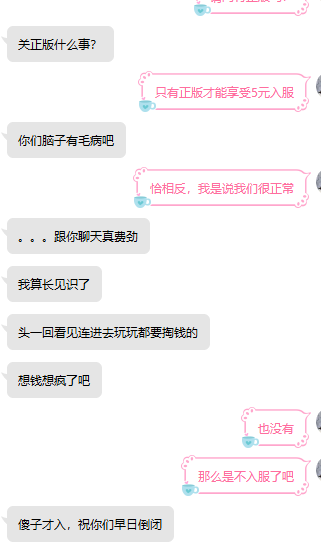 关正版什么事？
只有正版才能享受5元入服
你们脑子有毛病吧
恰相反，我是说我们很正常
。。。跟你聊天真费劲
我算长见识了
头一回看见连进去玩玩都要掏钱的
想钱想疯了吧
也没有
那么是不入服了吧
傻子才入，祝你们早日倒闭